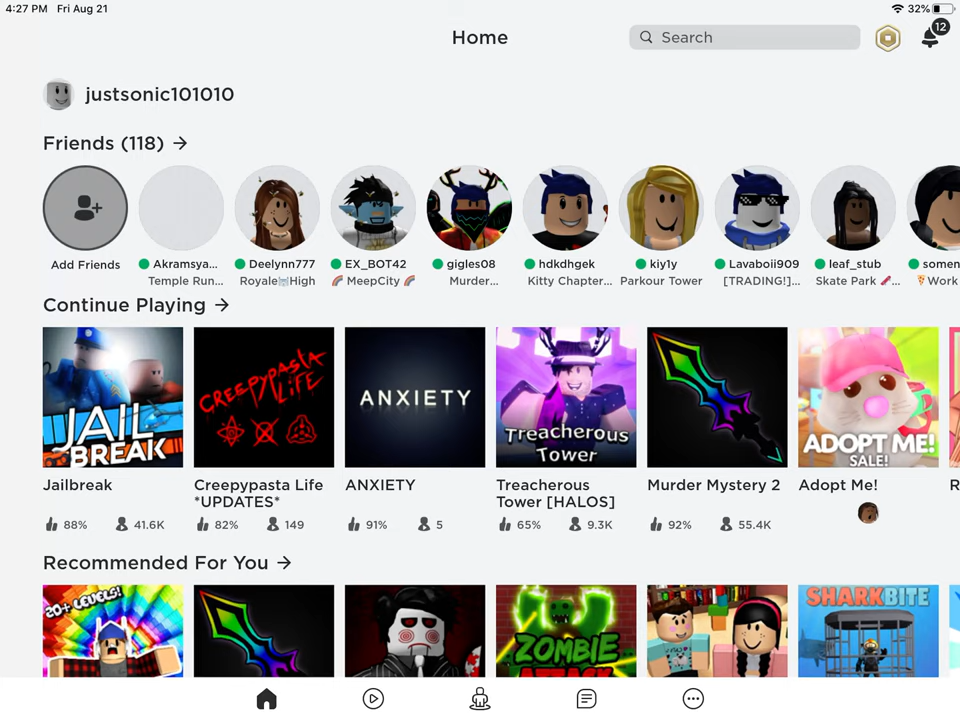 4:27 PM Fri Aug 21 32%
Home
Search
12
justsonic101010
Friends (118) →
Add Friends
Akramsya...
Temple Run...
Deelynn777
Royale High
EX_BOT42
🌈 MeepCity 🌈
gigles08
Murder...
hdkdhgek
Kitty Chapter...
kiy1y
Parkour Tower
Lavaboii909
[TRADING!]...
leaf_stub
Skate Park ...
somen
🍕Work
Continue Playing →
JAIL
BREAK
CREEPYPASTA
LIFE
ANXIETY
Treacherous
Tower
ADOPT ME!
SALE!
Jailbreak
88% 41.6K
Creepypasta Life
*UPDATES*
82% 149
ANXIETY
91% 5
Treacherous
Tower [HALOS]
65% 9.3K
Murder Mystery 2
92% 55.4K
Adopt Me!
R
Recommended For You →
20+ LEVELS!
ZOMBIE
SHARKBITE